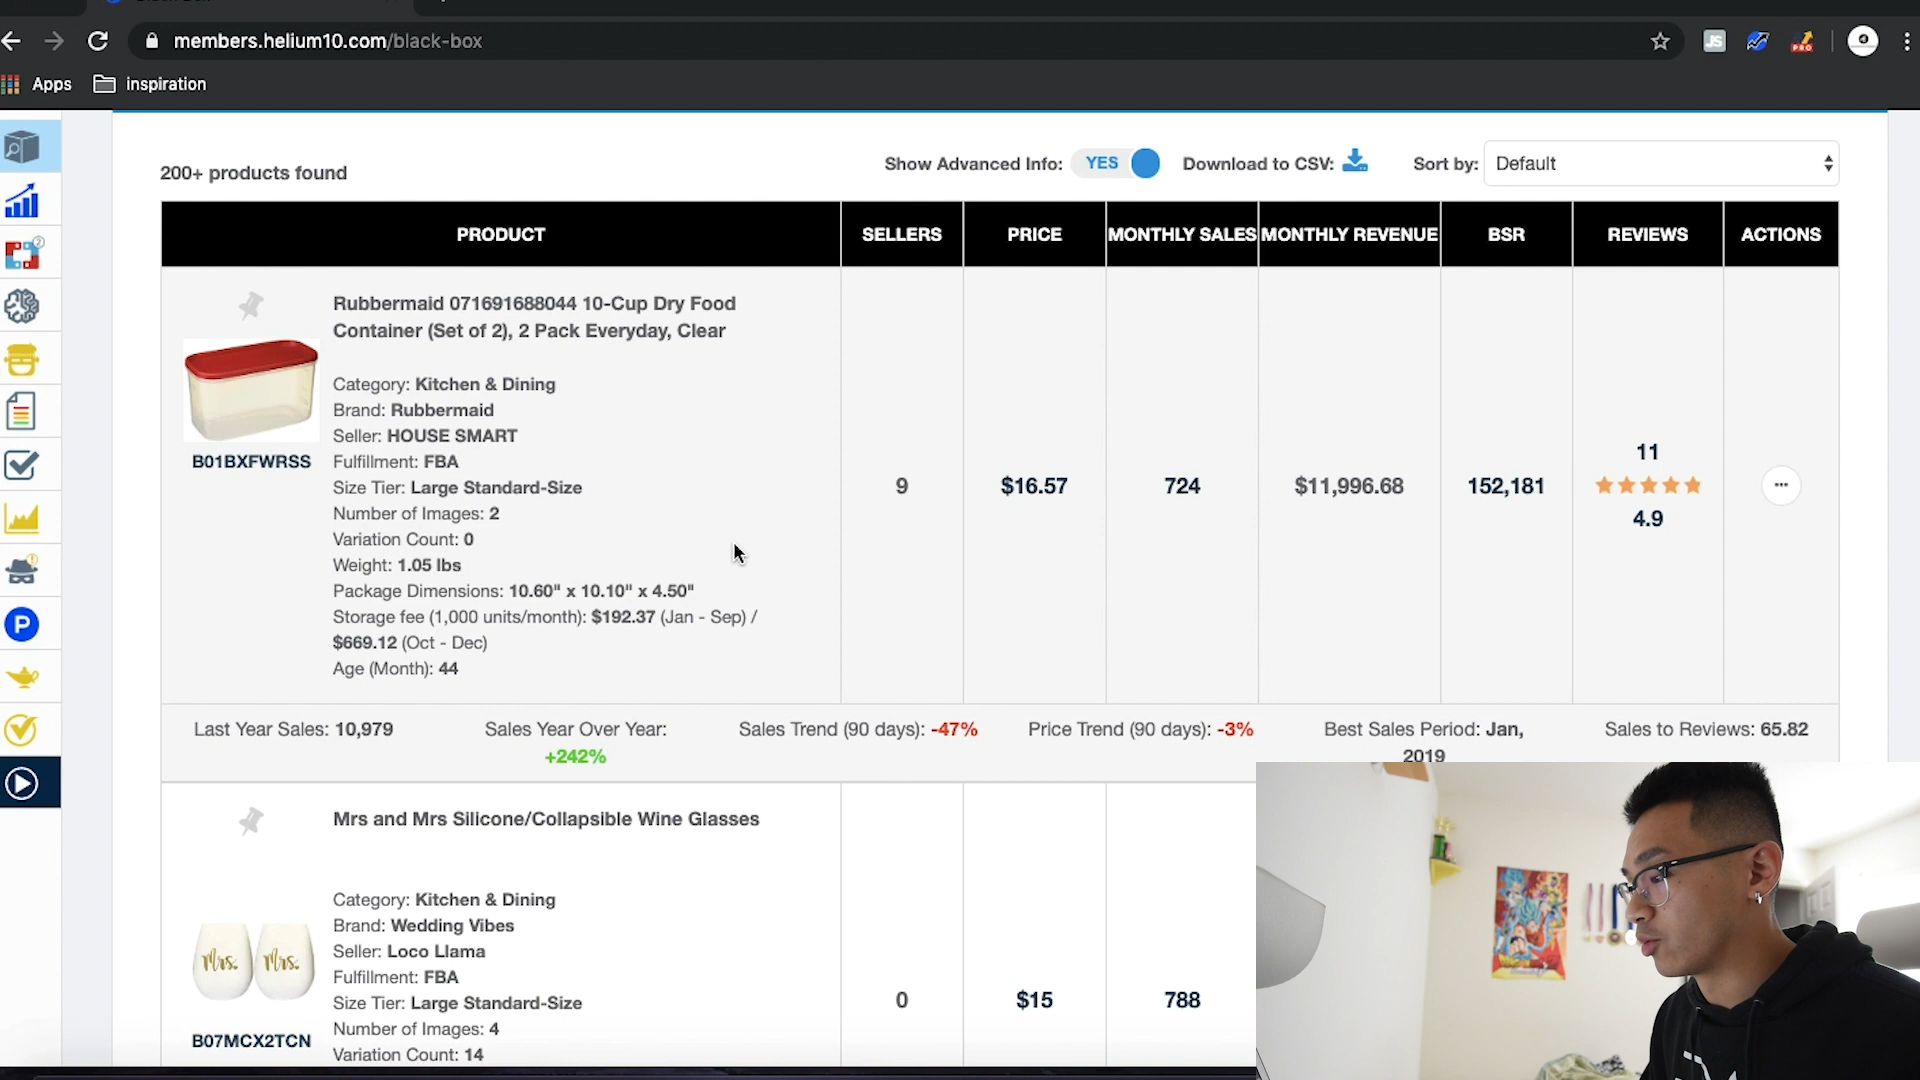 members.helium10.com/black-box
JS
PRO
Apps
inspiration
200+ products found
Show Advanced Info:
YES
Download to CSV:
Sort by:
Default
PRODUCT
SELLERS
PRICE
MONTHLY SALES
MONTHLY REVENUE
BSR
REVIEWS
ACTIONS
Rubbermaid 071691688044 10-Cup Dry Food
Container (Set of 2), 2 Pack Everyday, Clear
Category: Kitchen & Dining
Brand: Rubbermaid
Seller: HOUSE SMART
Fulfillment: FBA
Size Tier: Large Standard-Size
Number of Images: 2
Variation Count: 0
Weight: 1.05 lbs
Package Dimensions: 10.60" x 10.10" x 4.50"
Storage fee (1,000 units/month): $192.37 (Jan - Sep) /
$669.12 (Oct - Dec)
Age (Month): 44
B01BXFWRSS
9
$16.57
724
$11,996.68
152,181
11
4.9
Last Year Sales: 10,979
Sales Year Over Year:
+242%
Sales Trend (90 days): -47%
Price Trend (90 days): -3%
Best Sales Period: Jan,
2019
Sales to Reviews: 65.82
Mrs and Mrs Silicone/Collapsible Wine Glasses
Category: Kitchen & Dining
Brand: Wedding Vibes
Seller: Loco Llama
Fulfillment: FBA
Size Tier: Large Standard-Size
Number of Images: 4
Variation Count: 14
Mrs. Mrs.
B07MCX2TCN
0
$15
788
2
P